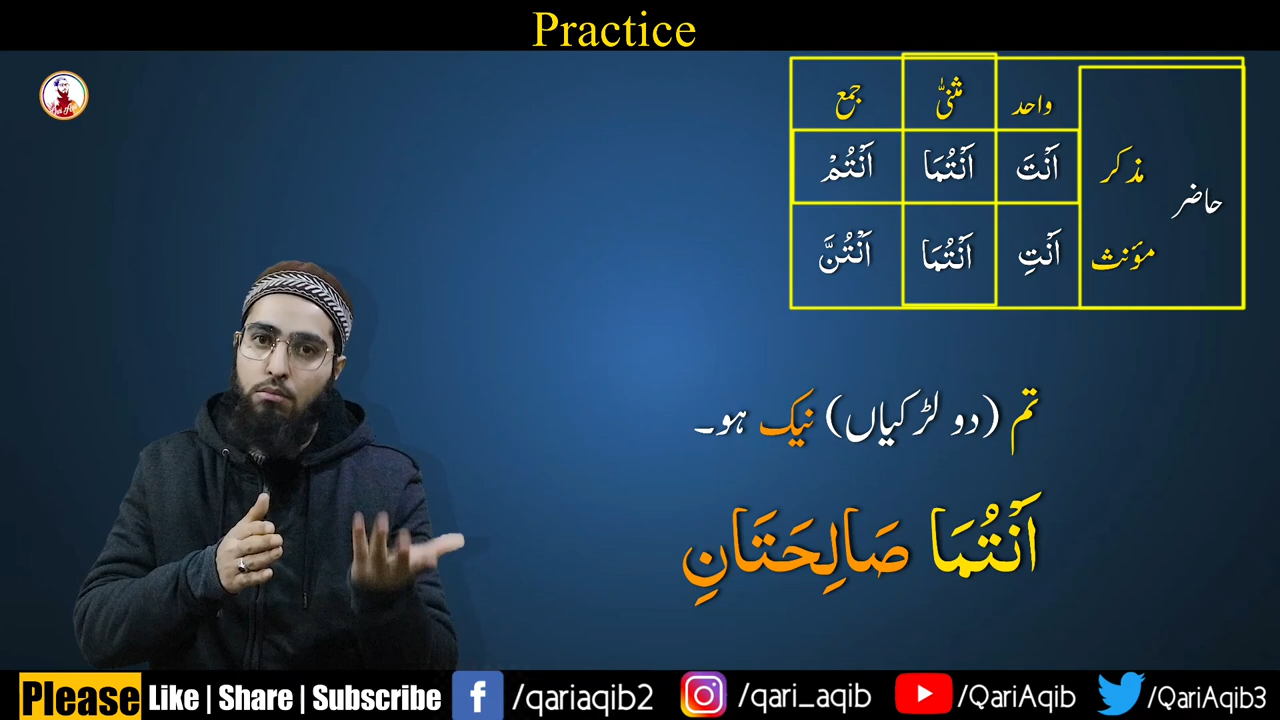 Practice
واحد مثنیّٰ جمع
حاضر
مذکر اَنْتَ اَنْتُمَا اَنْتُمْ
مؤنث اَنْتِ اَنْتُمَا اَنْتُنَّ
تم (دو لڑکیاں) نیک ہو۔
اَنْتُمَا صَالِحَتَانِ
Please Like | Share | Subscribe /qariaqib2 /qari_aqib /QariAqib /QariAqib3